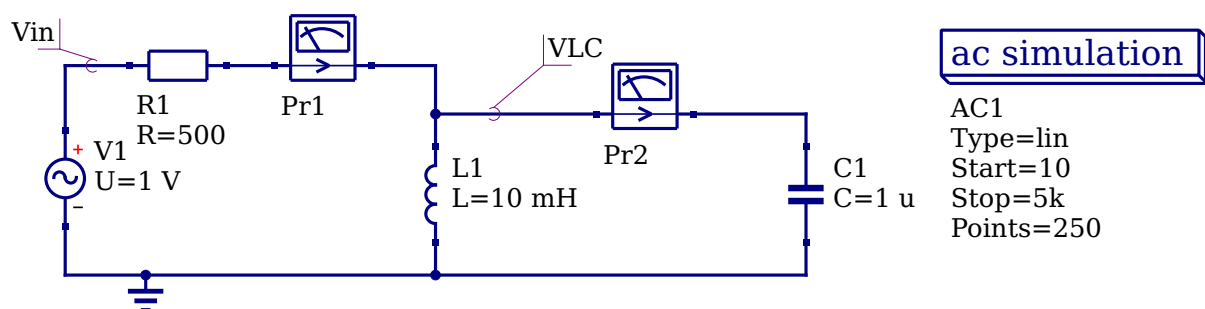 Vin
VLC
ac simulation
R1
R=500
Pr1
Pr2
V1
U=1 V
+
−
L1
L=10 mH
C1
C=1 u
AC1
Type=lin
Start=10
Stop=5k
Points=250